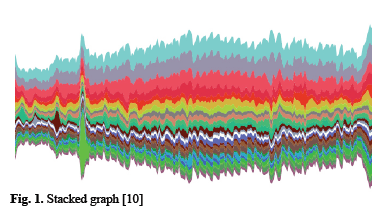 Fig. 1. Stacked graph [10]